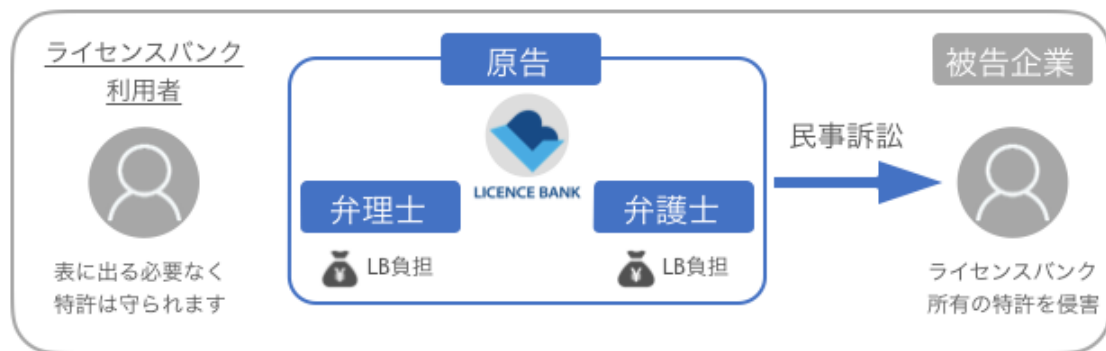 ライセンスバンク
利用者
表に出る必要なく
特許は守られます
原告
LICENCE BANK
弁理士
弁護士
¥ LB負担
¥ LB負担
民事訴訟
被告企業
ライセンスバンク
所有の特許を侵害